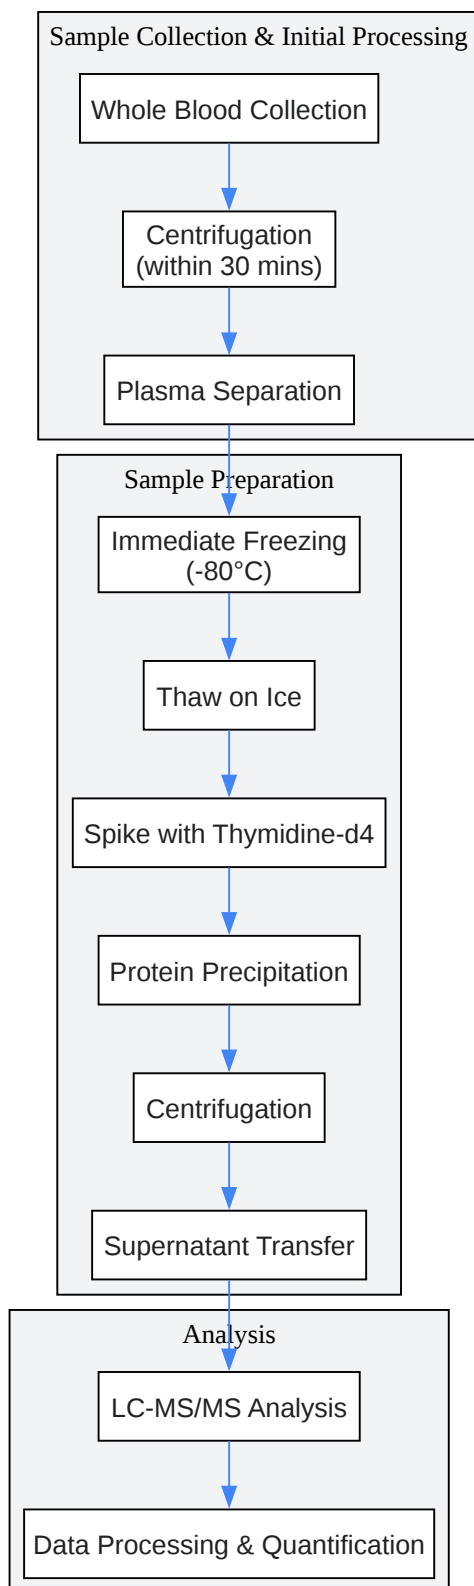 Sample Collection & Initial Processing
Whole Blood Collection
Centrifugation
(within 30 mins)
Plasma Separation
Sample Preparation
Immediate Freezing
(-80°C)
Thaw on Ice
Spike with Thymidine-d4
Protein Precipitation
Centrifugation
Supernatant Transfer
Analysis
LC-MS/MS Analysis
Data Processing & Quantification